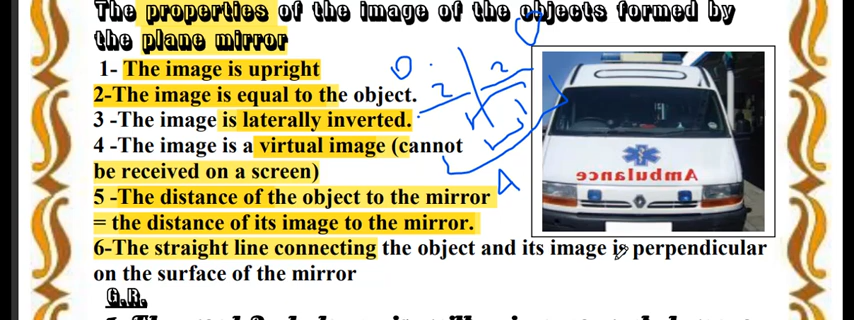 The properties of the image of the objects formed by
the plane mirror
1- The image is upright
2-The image is equal to the object.
3 -The image is laterally inverted.
4 -The image is a virtual image (cannot
be received on a screen)
5 -The distance of the object to the mirror
= the distance of its image to the mirror.
6-The straight line connecting the object and its image is perpendicular
on the surface of the mirror
G.R.
O
2
2
4
Ambulance